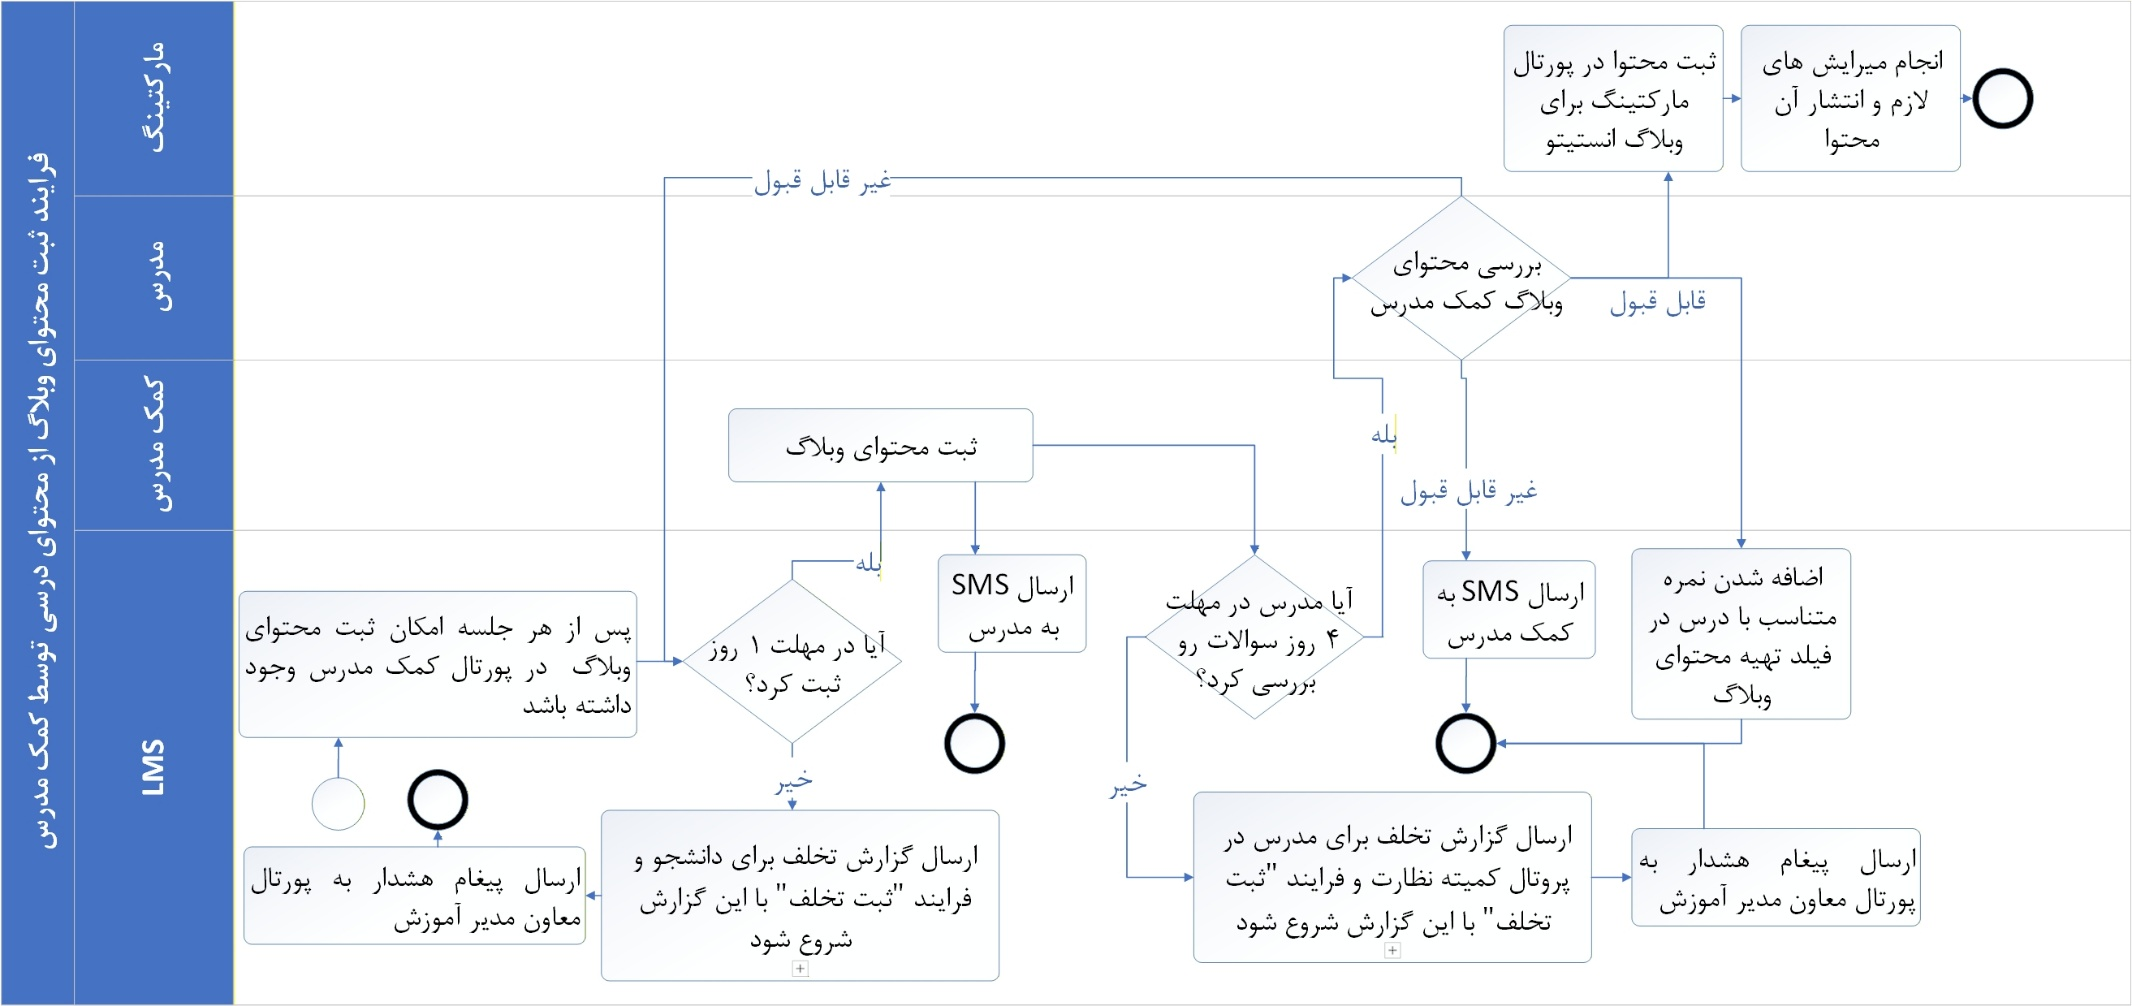 فرایند ثبت محتوای وبلاگ از محتوای درسی توسط کمک مدرس
مارکتینگ
ثبت محتوا در پورتال
مارکتینگ برای
وبلاگ انستیتو
انجام میرایش های
لازم و انتشار آن
محتوا
غیر قابل قبول
مدرس
بررسی محتوای
وبلاگ کمک مدرس
قابل قبول
کمک مدرس
ثبت محتوای وبلاگ
بله
غیر قابل قبول
LMS
پس از هر جلسه امکان ثبت محتوای
وبلاگ در پورتال کمک مدرس وجود
داشته باشد
آیا در مهلت ۱ روز
ثبت کرد؟
بله
خیر
ارسال SMS
به مدرس
آیا مدرس در مهلت
۴ روز سوالات رو
بررسی کرد؟
خیر
ارسال SMS به
کمک مدرس
اضافه شدن نمره
متناسب با درس در
فیلد تهیه محتوای
وبلاگ
ارسال پیغام هشدار به پورتال
معاون مدیر آموزش
ارسال گزارش تخلف برای دانشجو و
فرایند "ثبت تخلف" با این گزارش
شروع شود
ارسال گزارش تخلف برای مدرس در
پروتال کمیته نظارت و فرایند "ثبت
تخلف" با این گزارش شروع شود
ارسال پیغام هشدار به
پورتال معاون مدیر آموزش